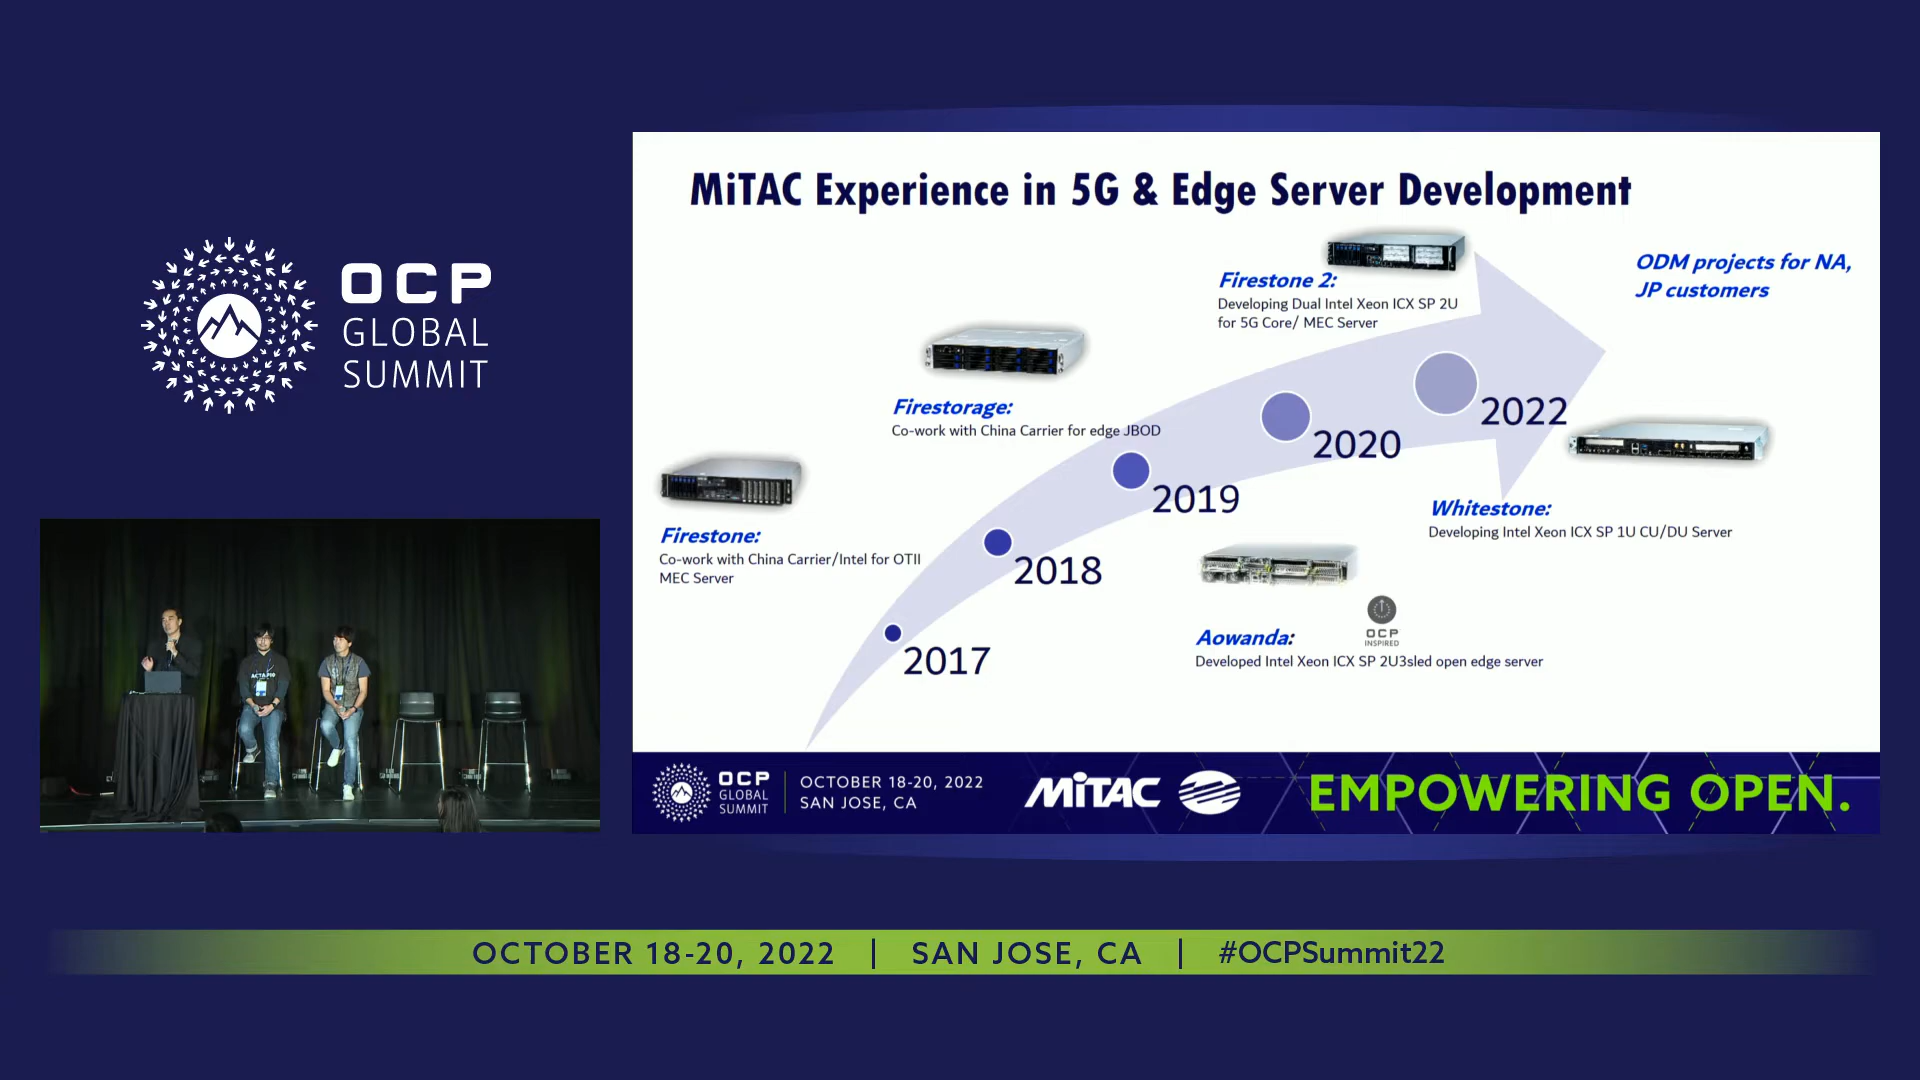 OCP
GLOBAL
SUMMIT
MiTAC Experience in 5G & Edge Server Development
Firestone 2:
Developing Dual Intel Xeon ICX SP 2U
for 5G Core/ MEC Server
ODM projects for NA,
JP customers
Firestorage:
Co-work with China Carrier for edge JBOD
Firestone:
Co-work with China Carrier/Intel for OTII
MEC Server
2017
2018
2019
2020
2022
Whitestone:
Developing Intel Xeon ICX SP 1U CU/DU Server
OCP
INSPIRED
Aowanda:
Developed Intel Xeon ICX SP 2U3sled open edge server
OCP
GLOBAL
SUMMIT
OCTOBER 18-20, 2022
SAN JOSE, CA
MiTAC
EMPOWERING OPEN.
ACTAPIO
OCTOBER 18-20, 2022 | SAN JOSE, CA | #OCPSummit22